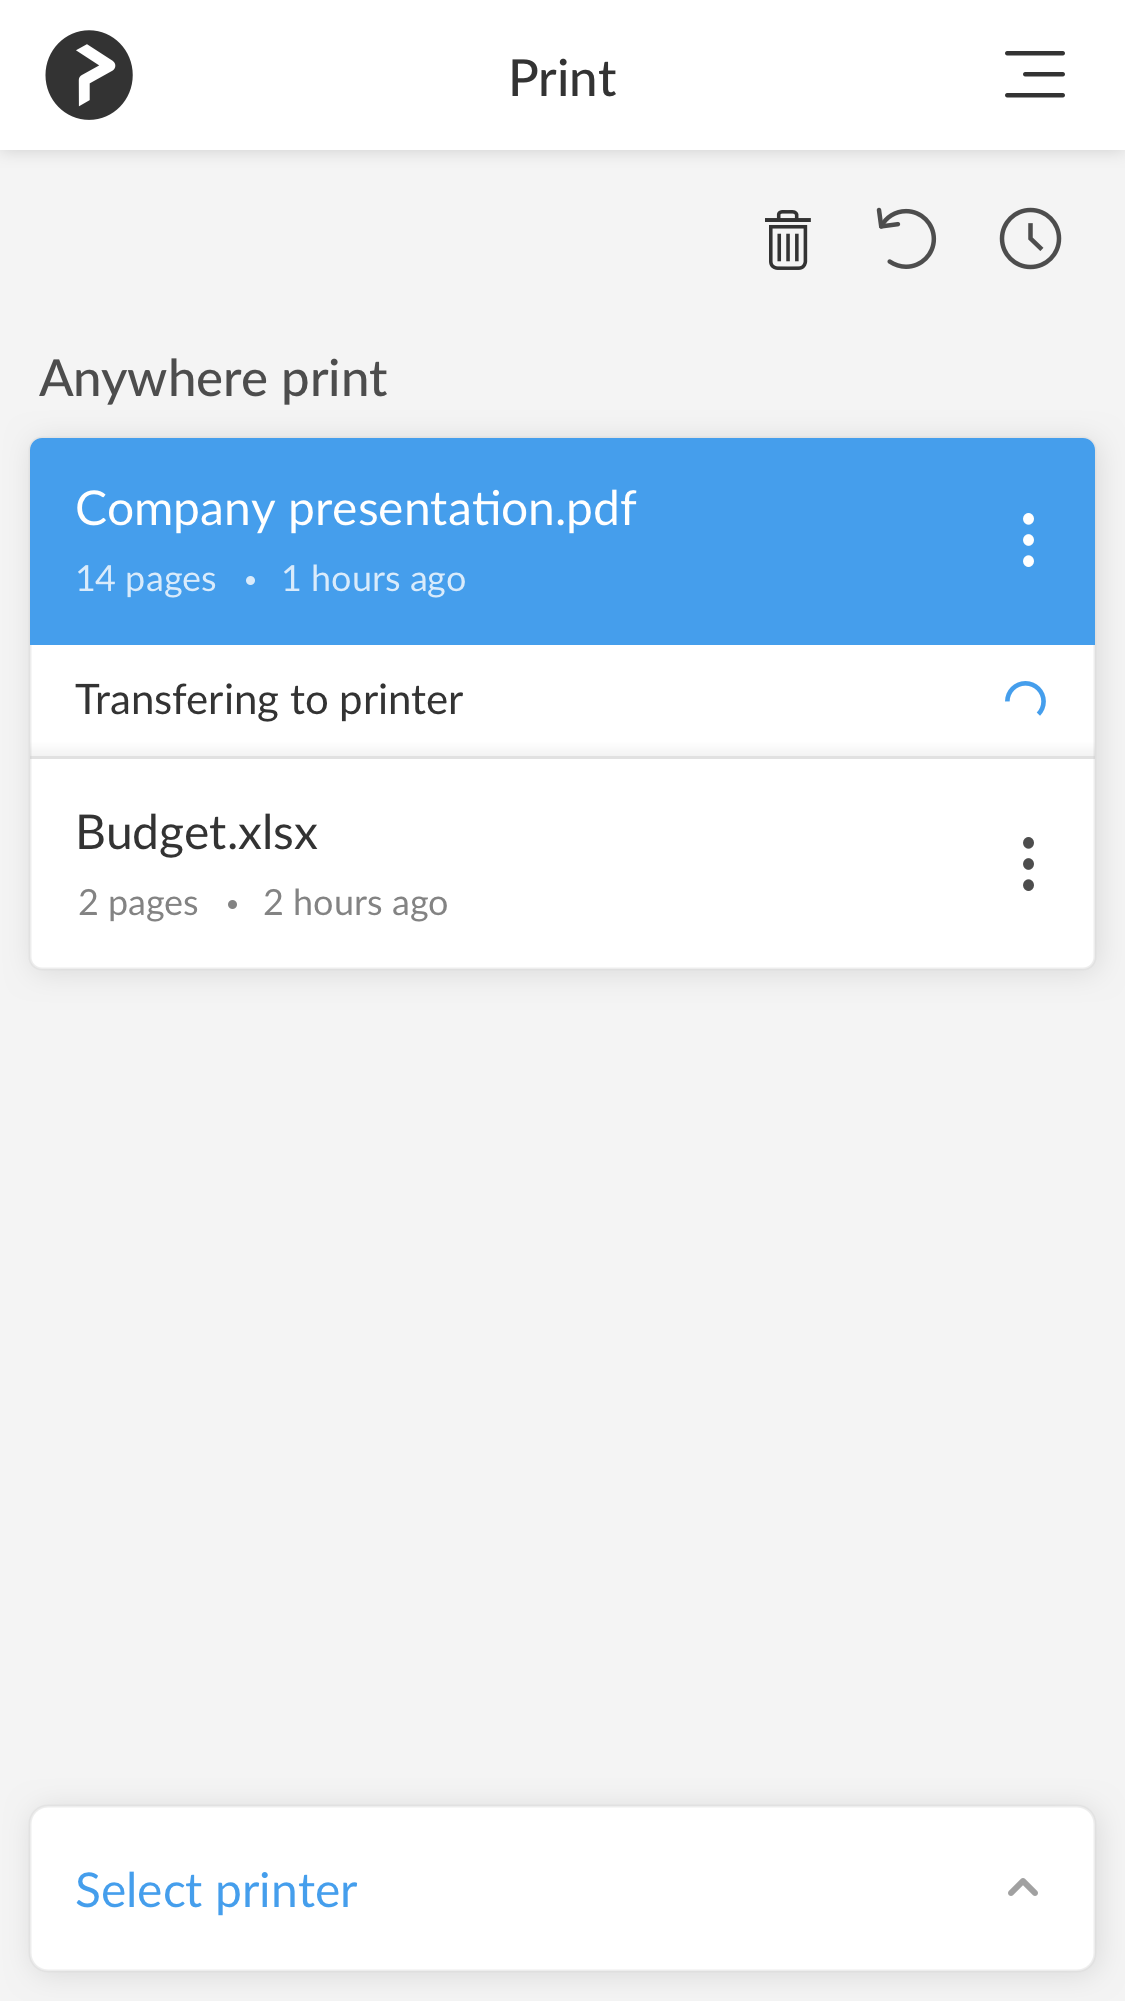 Print
Anywhere print
Company presentation.pdf
14 pages • 1 hours ago
Transfering to printer
Budget.xlsx
2 pages • 2 hours ago
Select printer